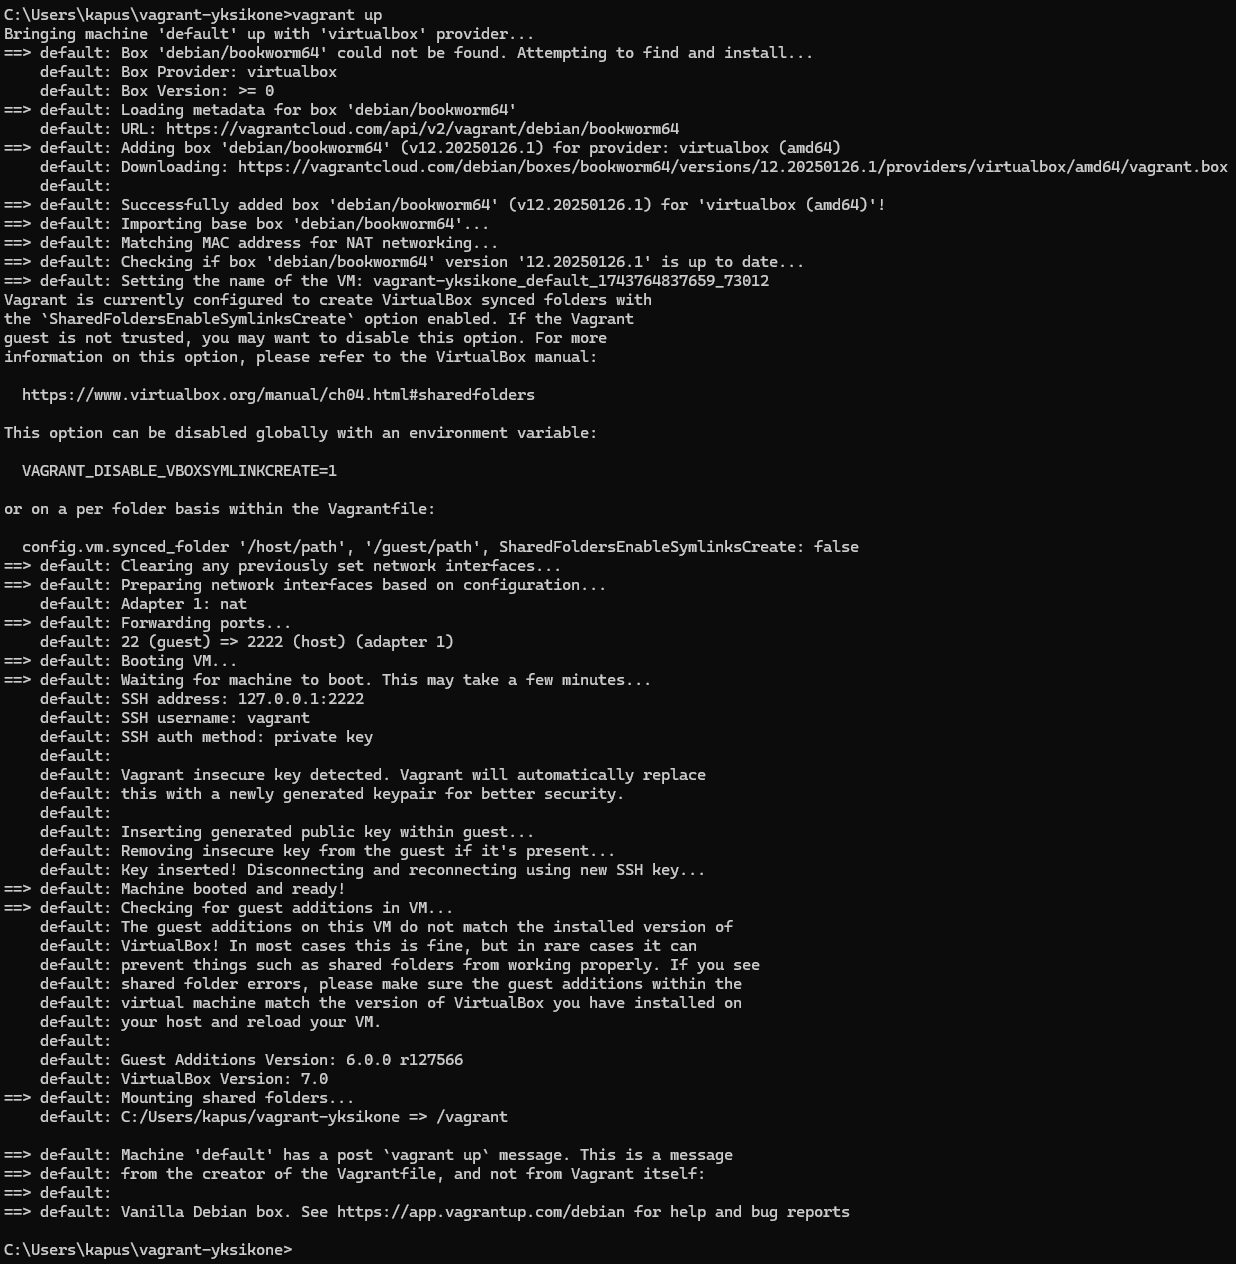 C:\Users\kapus\vagrant-yksikone>vagrant up
Bringing machine 'default' up with 'virtualbox' provider...
==> default: Box 'debian/bookworm64' could not be found. Attempting to find and install...
    default: Box Provider: virtualbox
    default: Box Version: >= 0
==> default: Loading metadata for box 'debian/bookworm64'
    default: URL: https://vagrantcloud.com/api/v2/vagrant/debian/bookworm64
==> default: Adding box 'debian/bookworm64' (v12.20250126.1) for provider: virtualbox (amd64)
    default: Downloading: https://vagrantcloud.com/debian/boxes/bookworm64/versions/12.20250126.1/providers/virtualbox/amd64/vagrant.box
    default:
==> default: Successfully added box 'debian/bookworm64' (v12.20250126.1) for 'virtualbox (amd64)'!
==> default: Importing base box 'debian/bookworm64'...
==> default: Matching MAC address for NAT networking...
==> default: Checking if box 'debian/bookworm64' version '12.20250126.1' is up to date...
==> default: Setting the name of the VM: vagrant-yksikone_default_1743764837659_73012
Vagrant is currently configured to create VirtualBox synced folders with
the `SharedFoldersEnableSymlinksCreate` option enabled. If the Vagrant
guest is not trusted, you may want to disable this option. For more
information on this option, please refer to the VirtualBox manual:

  https://www.virtualbox.org/manual/ch04.html#sharedfolders

This option can be disabled globally with an environment variable:

  VAGRANT_DISABLE_VBOXSYMLINKCREATE=1

or on a per folder basis within the Vagrantfile:

  config.vm.synced_folder '/host/path', '/guest/path', SharedFoldersEnableSymlinksCreate: false
==> default: Clearing any previously set network interfaces...
==> default: Preparing network interfaces based on configuration...
    default: Adapter 1: nat
==> default: Forwarding ports...
    default: 22 (guest) => 2222 (host) (adapter 1)
==> default: Booting VM...
==> default: Waiting for machine to boot. This may take a few minutes...
    default: SSH address: 127.0.0.1:2222
    default: SSH username: vagrant
    default: SSH auth method: private key
    default:
    default: Vagrant insecure key detected. Vagrant will automatically replace
    default: this with a newly generated keypair for better security.
    default:
    default: Inserting generated public key within guest...
    default: Removing insecure key from the guest if it's present...
    default: Key inserted! Disconnecting and reconnecting using new SSH key...
==> default: Machine booted and ready!
==> default: Checking for guest additions in VM...
    default: The guest additions on this VM do not match the installed version of
    default: VirtualBox! In most cases this is fine, but in rare cases it can
    default: prevent things such as shared folders from working properly. If you see
    default: shared folder errors, please make sure the guest additions within the
    default: virtual machine match the version of VirtualBox you have installed on
    default: your host and reload your VM.
    default:
    default: Guest Additions Version: 6.0.0 r127566
    default: VirtualBox Version: 7.0
==> default: Mounting shared folders...
    default: C:/Users/kapus/vagrant-yksikone => /vagrant

==> default: Machine 'default' has a post `vagrant up` message. This is a message
==> default: from the creator of the Vagrantfile, and not from Vagrant itself:
==> default:
==> default: Vanilla Debian box. See https://app.vagrantup.com/debian for help and bug reports

C:\Users\kapus\vagrant-yksikone>